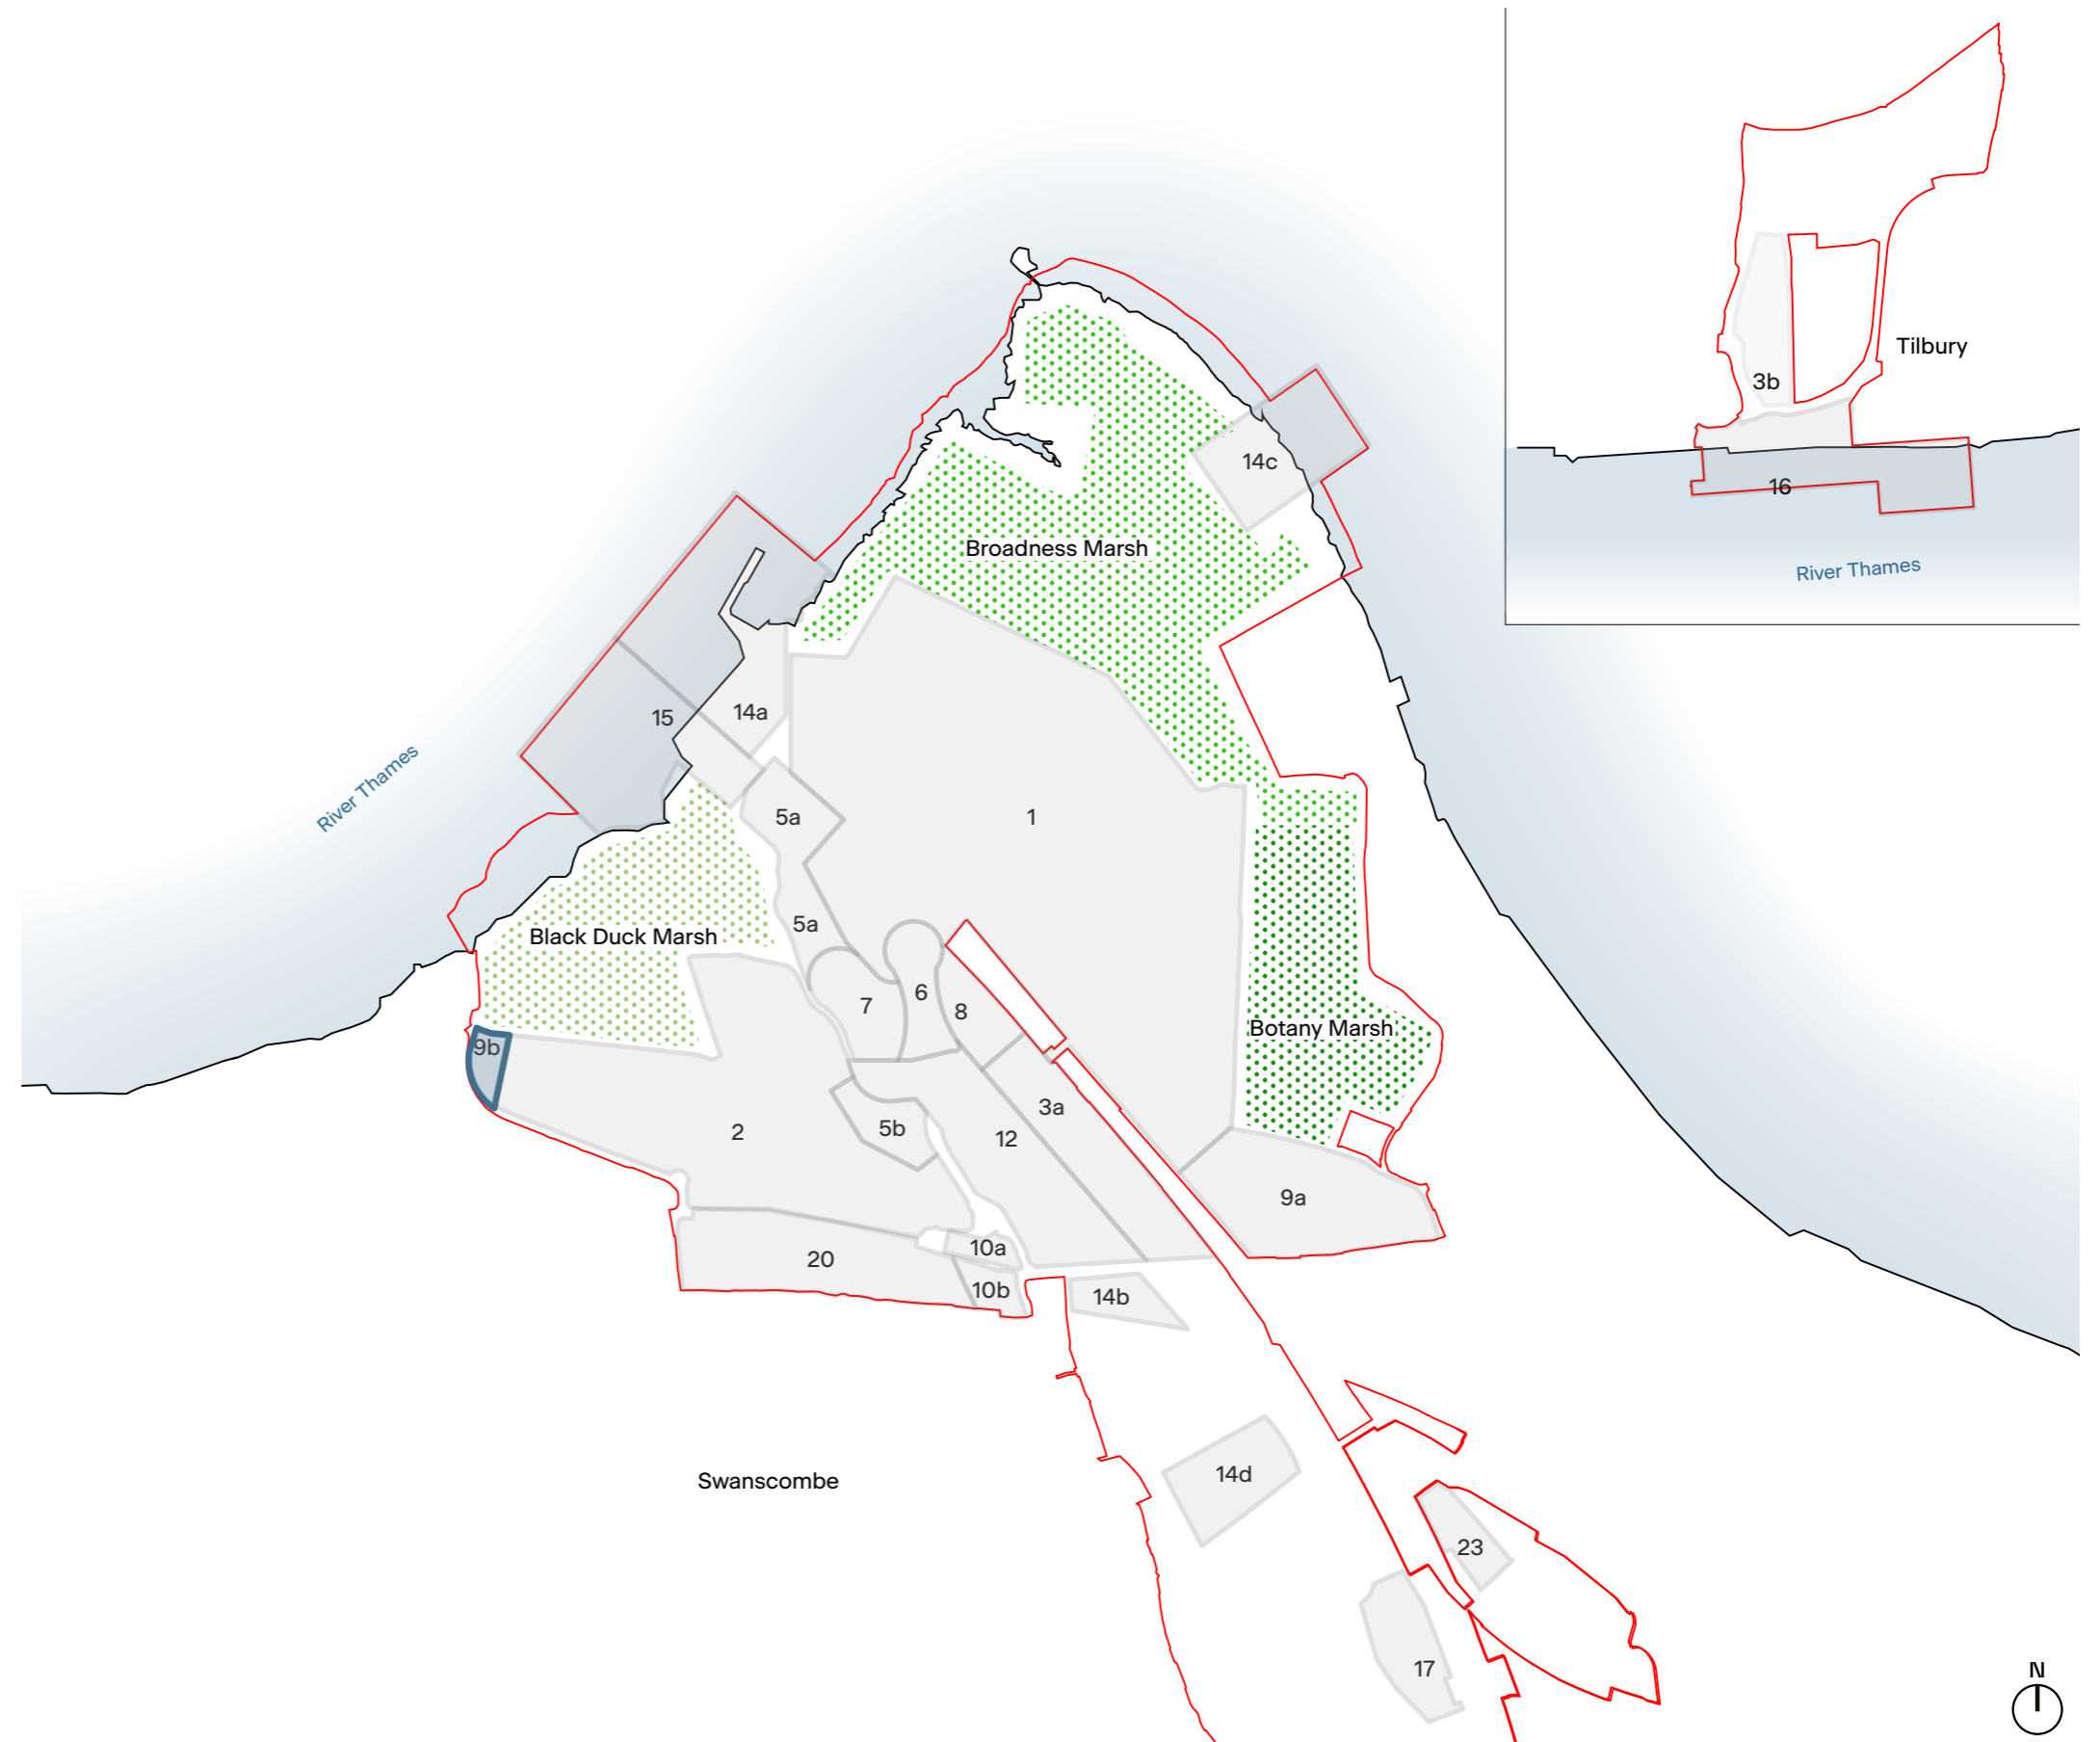 Tilbury
3b
14c
16
Broadness Marsh
River Thames
15
14a
River Thames
5a
1
5a
Black Duck Marsh
6
7
8
Botany Marsh
9b
3a
5b
2
12
9a
10a
20
10b
14b
14d
Swanscombe
23
17
N